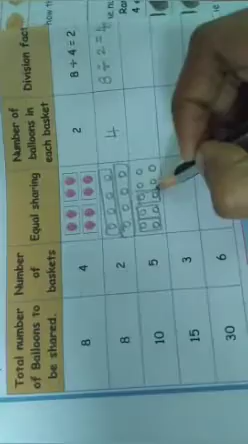 Total number of Balloons to be shared.
Number of baskets
Equal sharing
Number of balloons in each basket
Division fact
8
4
2
8 ÷ 4 = 2
8
2
4
8 ÷ 2 = 4
10
5
15
3
30
6